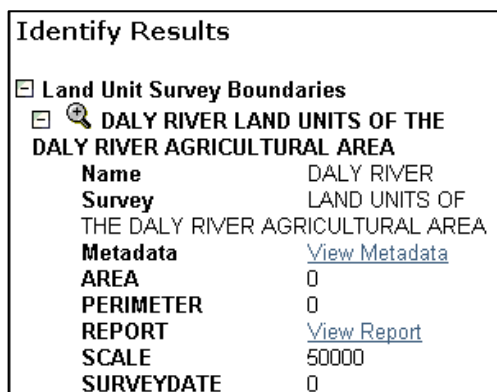 Identify Results
Land Unit Survey Boundaries
DALY RIVER LAND UNITS OF THE
DALY RIVER AGRICULTURAL AREA
Name DALY RIVER
Survey LAND UNITS OF
THE DALY RIVER AGRICULTURAL AREA
Metadata View Metadata
AREA 0
PERIMETER 0
REPORT View Report
SCALE 50000
SURVEYDATE 0